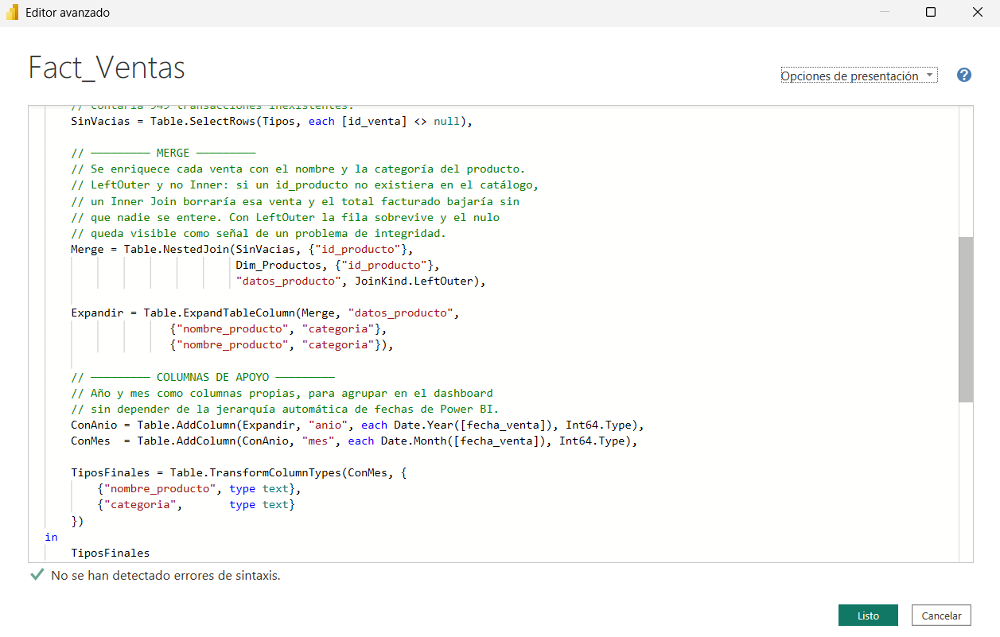 Editor avanzado
Fact_Ventas
Opciones de presentación
?
// contaría 949 transacciones inexistentes.
SinVacias = Table.SelectRows(Tipos, each [id_venta] <> null),
// ───────── MERGE ─────────
// Se enriquece cada venta con el nombre y la categoría del producto.
// LeftOuter y no Inner: si un id_producto no existiera en el catálogo,
// un Inner Join borraría esa venta y el total facturado bajaría sin
// que nadie se entere. Con LeftOuter la fila sobrevive y el nulo
// queda visible como señal de un problema de integridad.
Merge = Table.NestedJoin(SinVacias, {"id_producto"},
Dim_Productos, {"id_producto"},
"datos_producto", JoinKind.LeftOuter),
Expandir = Table.ExpandTableColumn(Merge, "datos_producto",
{"nombre_producto", "categoria"},
{"nombre_producto", "categoria"}),
// ───────── COLUMNAS DE APOYO ─────────
// Año y mes como columnas propias, para agrupar en el dashboard
// sin depender de la jerarquía automática de fechas de Power BI.
ConAnio = Table.AddColumn(Expandir, "anio", each Date.Year([fecha_venta]), Int64.Type),
ConMes  = Table.AddColumn(ConAnio, "mes", each Date.Month([fecha_venta]), Int64.Type),
TiposFinales = Table.TransformColumnTypes(ConMes, {
{"nombre_producto", type text},
{"categoria",       type text}
})
in
TiposFinales
No se han detectado errores de sintaxis.
Listo
Cancelar